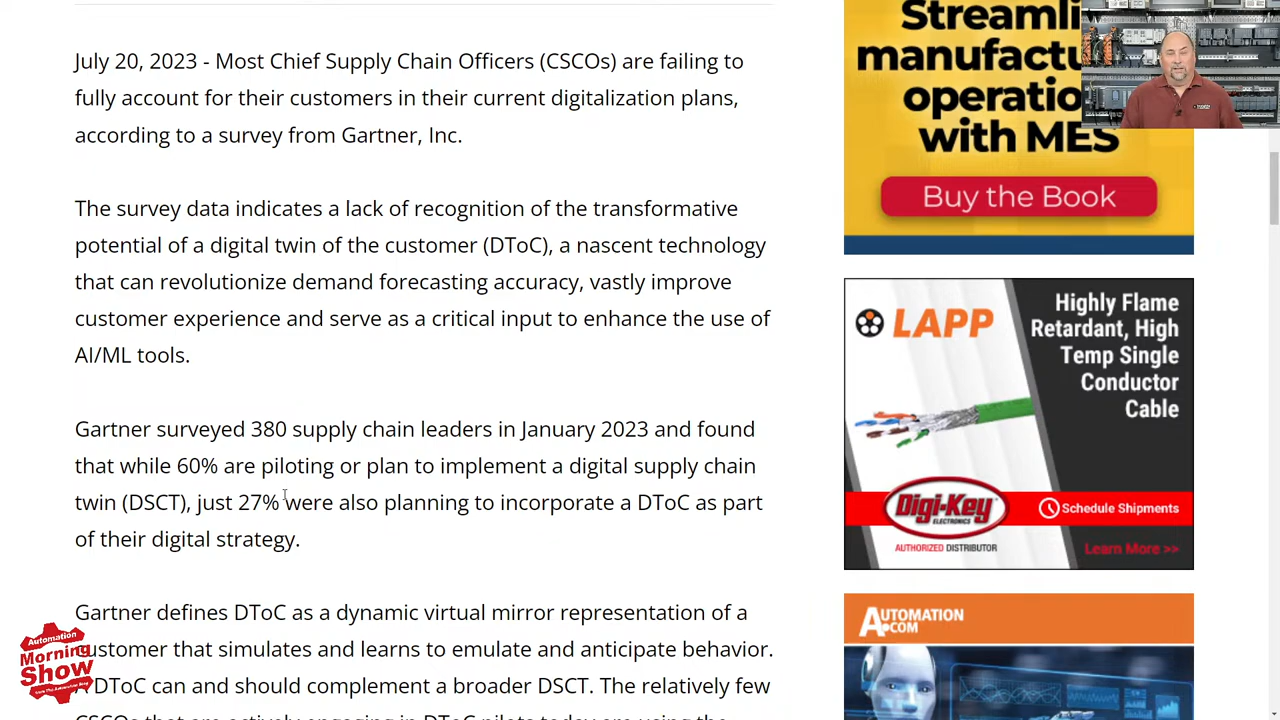 July 20, 2023 - Most Chief Supply Chain Officers (CSCOs) are failing to
fully account for their customers in their current digitalization plans,
according to a survey from Gartner, Inc.
The survey data indicates a lack of recognition of the transformative
potential of a digital twin of the customer (DToC), a nascent technology
that can revolutionize demand forecasting accuracy, vastly improve
customer experience and serve as a critical input to enhance the use of
AI/ML tools.
Gartner surveyed 380 supply chain leaders in January 2023 and found
that while 60% are piloting or plan to implement a digital supply chain
twin (DSCT), just 27% were also planning to incorporate a DToC as part
of their digital strategy.
Gartner defines DToC as a dynamic virtual mirror representation of a
customer that simulates and learns to emulate and anticipate behavior.
A DToC can and should complement a broader DSCT. The relatively few
Streamli
manufactu
operatio
with MES
Buy the Book
LAPP
Highly Flame
Retardant, High
Temp Single
Conductor
Cable
Digi-Key
ELECTRONICS
AUTHORIZED DISTRIBUTOR
Schedule Shipments
Learn More >>
AUTOMATION
.COM
Automation
Morning
Show
from The Automation Blog